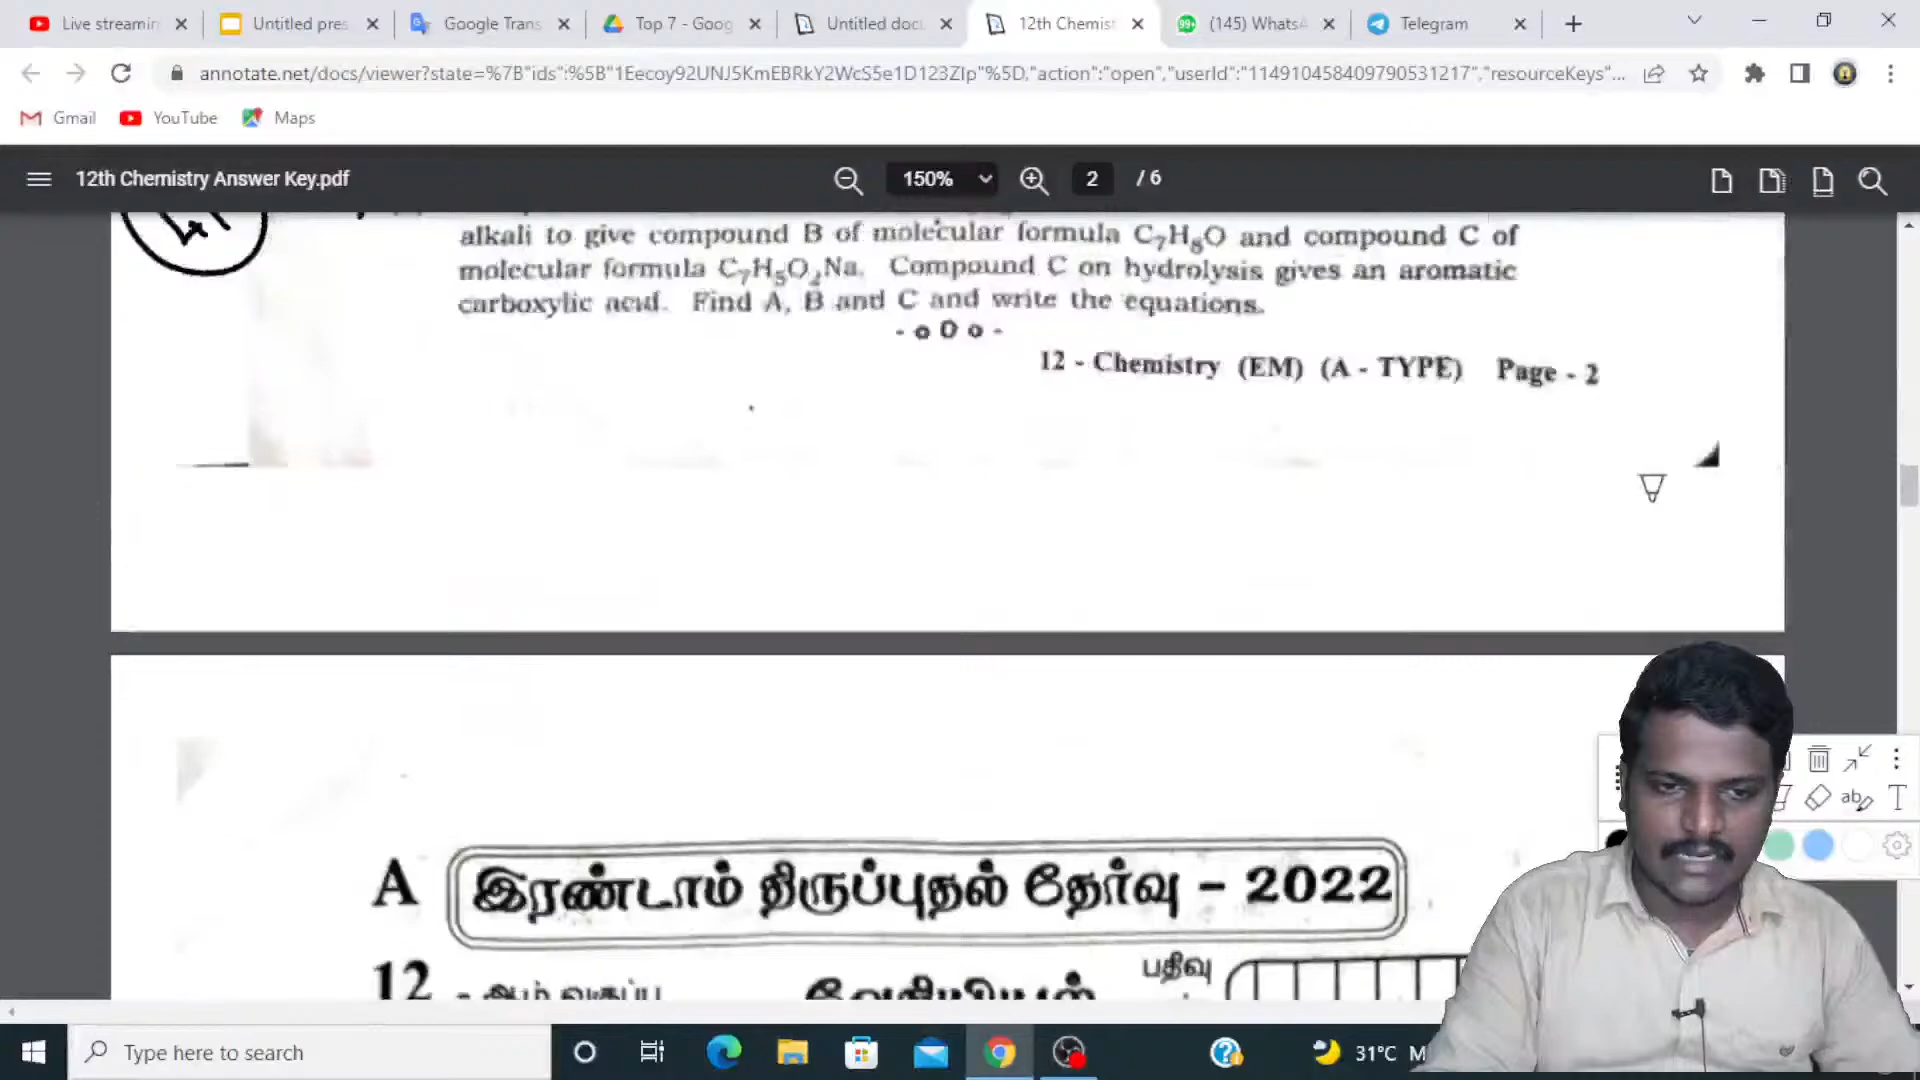 Live streamin
Untitled pres
Google Trans
Top 7 - Goog
Untitled docu
12th Chemist
(145) WhatsA
Telegram
annotate.net/docs/viewer?state=%7B"ids":%5B"1Eecoy92UNJ5KmEBRkY2WcS5e1D123ZIp"%5D,"action":"open","userId":"114910458409790531217","resourceKeys"...
Gmail
YouTube
Maps
12th Chemistry Answer Key.pdf
150%
2
/ 6
41
alkali to give compound B of molecular formula C₇H₈O and compound C of
molecular formula C₇H₅O₂Na. Compound C on hydrolysis gives an aromatic
carboxylic acid. Find A, B and C and write the equations.
- o O o -
12 - Chemistry (EM) (A - TYPE) Page - 2
A
இரண்டாம் திருப்புதல் தேர்வு – 2022
பதிவு
12 - ஆம் வகுப்பு
வேதியியல்
Type here to search
31°C M